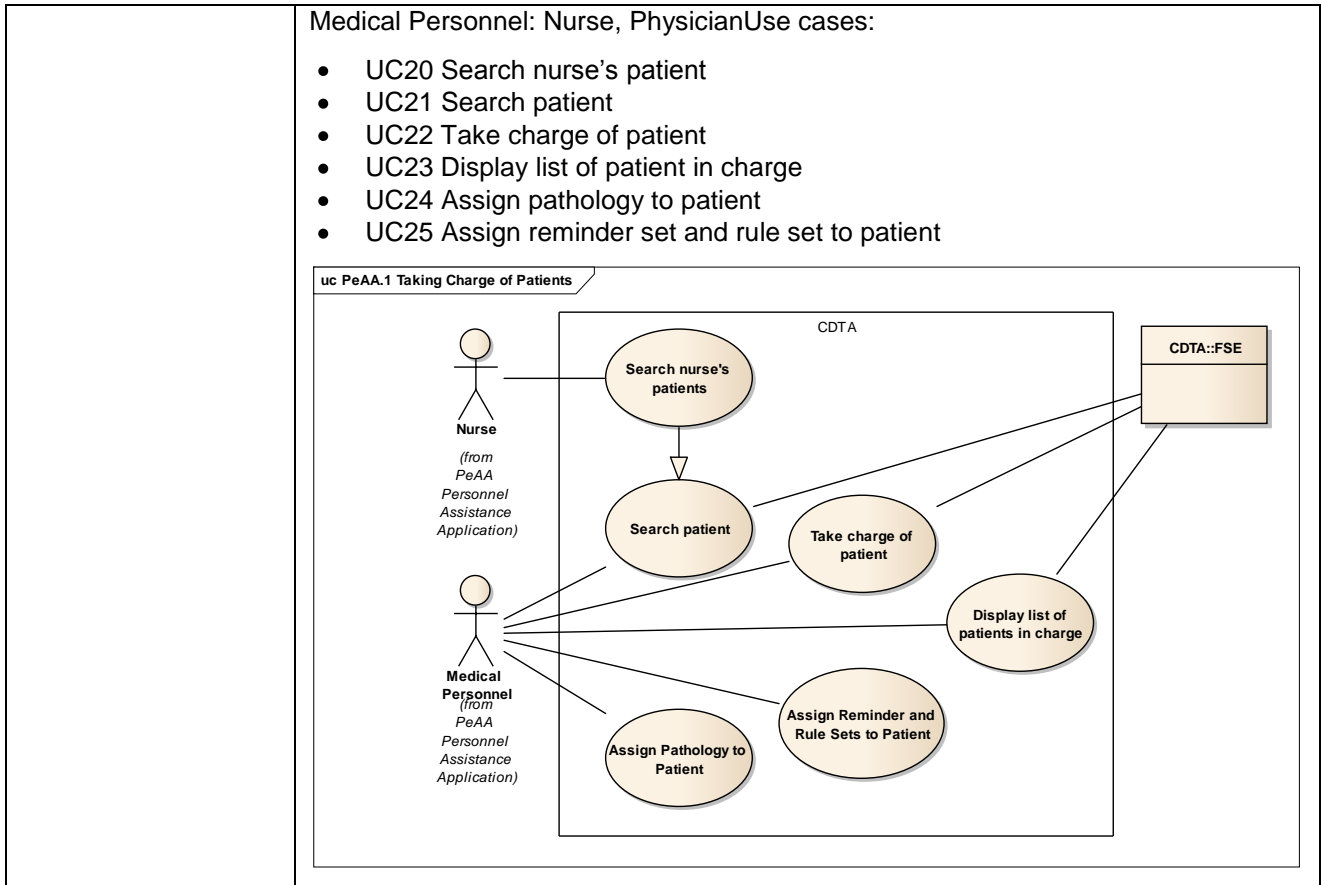 Medical Personnel: Nurse, PhysicianUse cases:
• UC20 Search nurse’s patient
• UC21 Search patient
• UC22 Take charge of patient
• UC23 Display list of patient in charge
• UC24 Assign pathology to patient
• UC25 Assign reminder set and rule set to patient
uc PeAA.1 Taking Charge of Patients
CDTA
CDTA::FSE
Search nurse's
patients
Nurse
(from
PeAA
Personnel
Assistance
Application)
Search patient
Take charge of
patient
Display list of
patients in charge
Medical
Personnel
(from
PeAA
Personnel
Assistance
Application)
Assign Reminder and
Rule Sets to Patient
Assign Pathology to
Patient